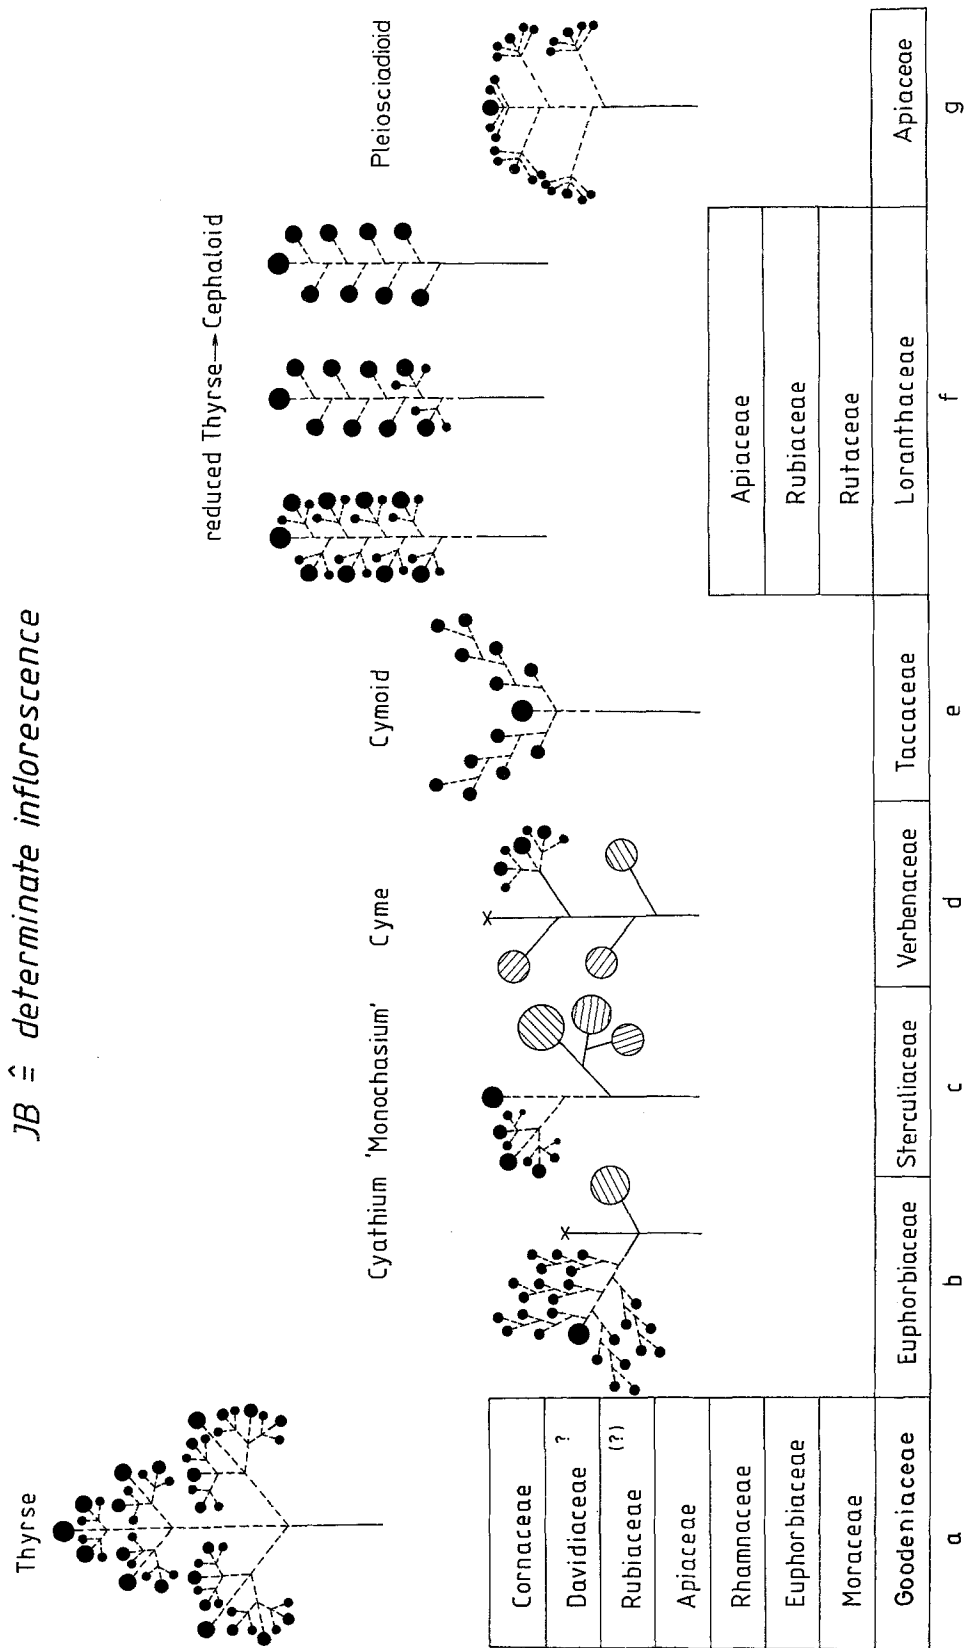 JB ≙ determinate inflorescence
Thyrse
Cyathium
'Monochasium'
Cyme
Cymoid
reduced Thyrse → Cephaloid
Pleiosciadioid
Cornaceae
Davidiaceae ?
Rubiaceae (?)
Apiaceae
Rhamnaceae
Euphorbiaceae
Moraceae
Goodeniaceae
Euphorbiaceae
Sterculiaceae
Verbenaceae
Taccaceae
Apiaceae
Rubiaceae
Rutaceae
Loranthaceae
Apiaceae
a b c d e f g